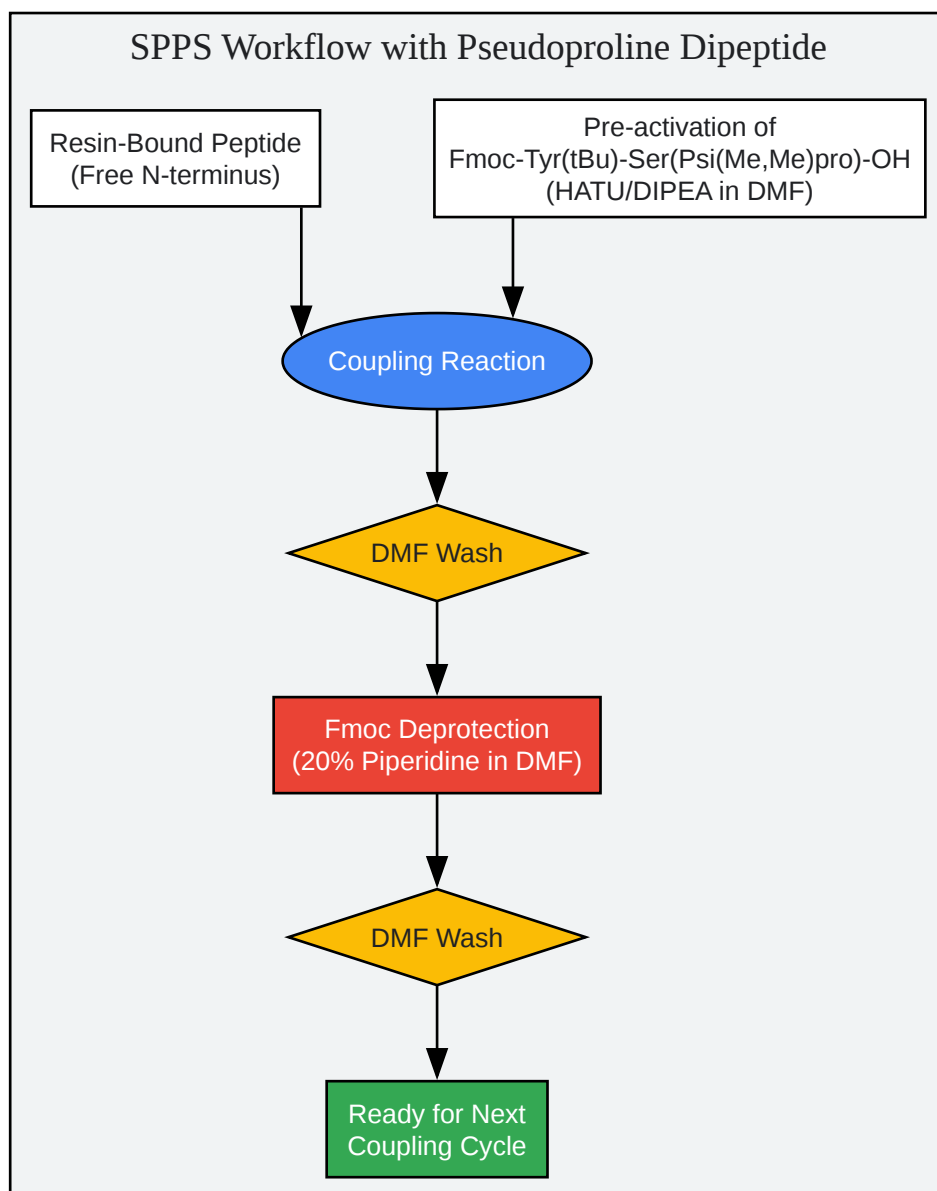 SPPS Workflow with Pseudoproline Dipeptide
Resin-Bound Peptide
(Free N-terminus)
Pre-activation of
Fmoc-Tyr(tBu)-Ser(Psi(Me,Me)pro)-OH
(HATU/DIPEA in DMF)
Coupling Reaction
DMF Wash
Fmoc Deprotection
(20% Piperidine in DMF)
DMF Wash
Ready for Next
Coupling Cycle